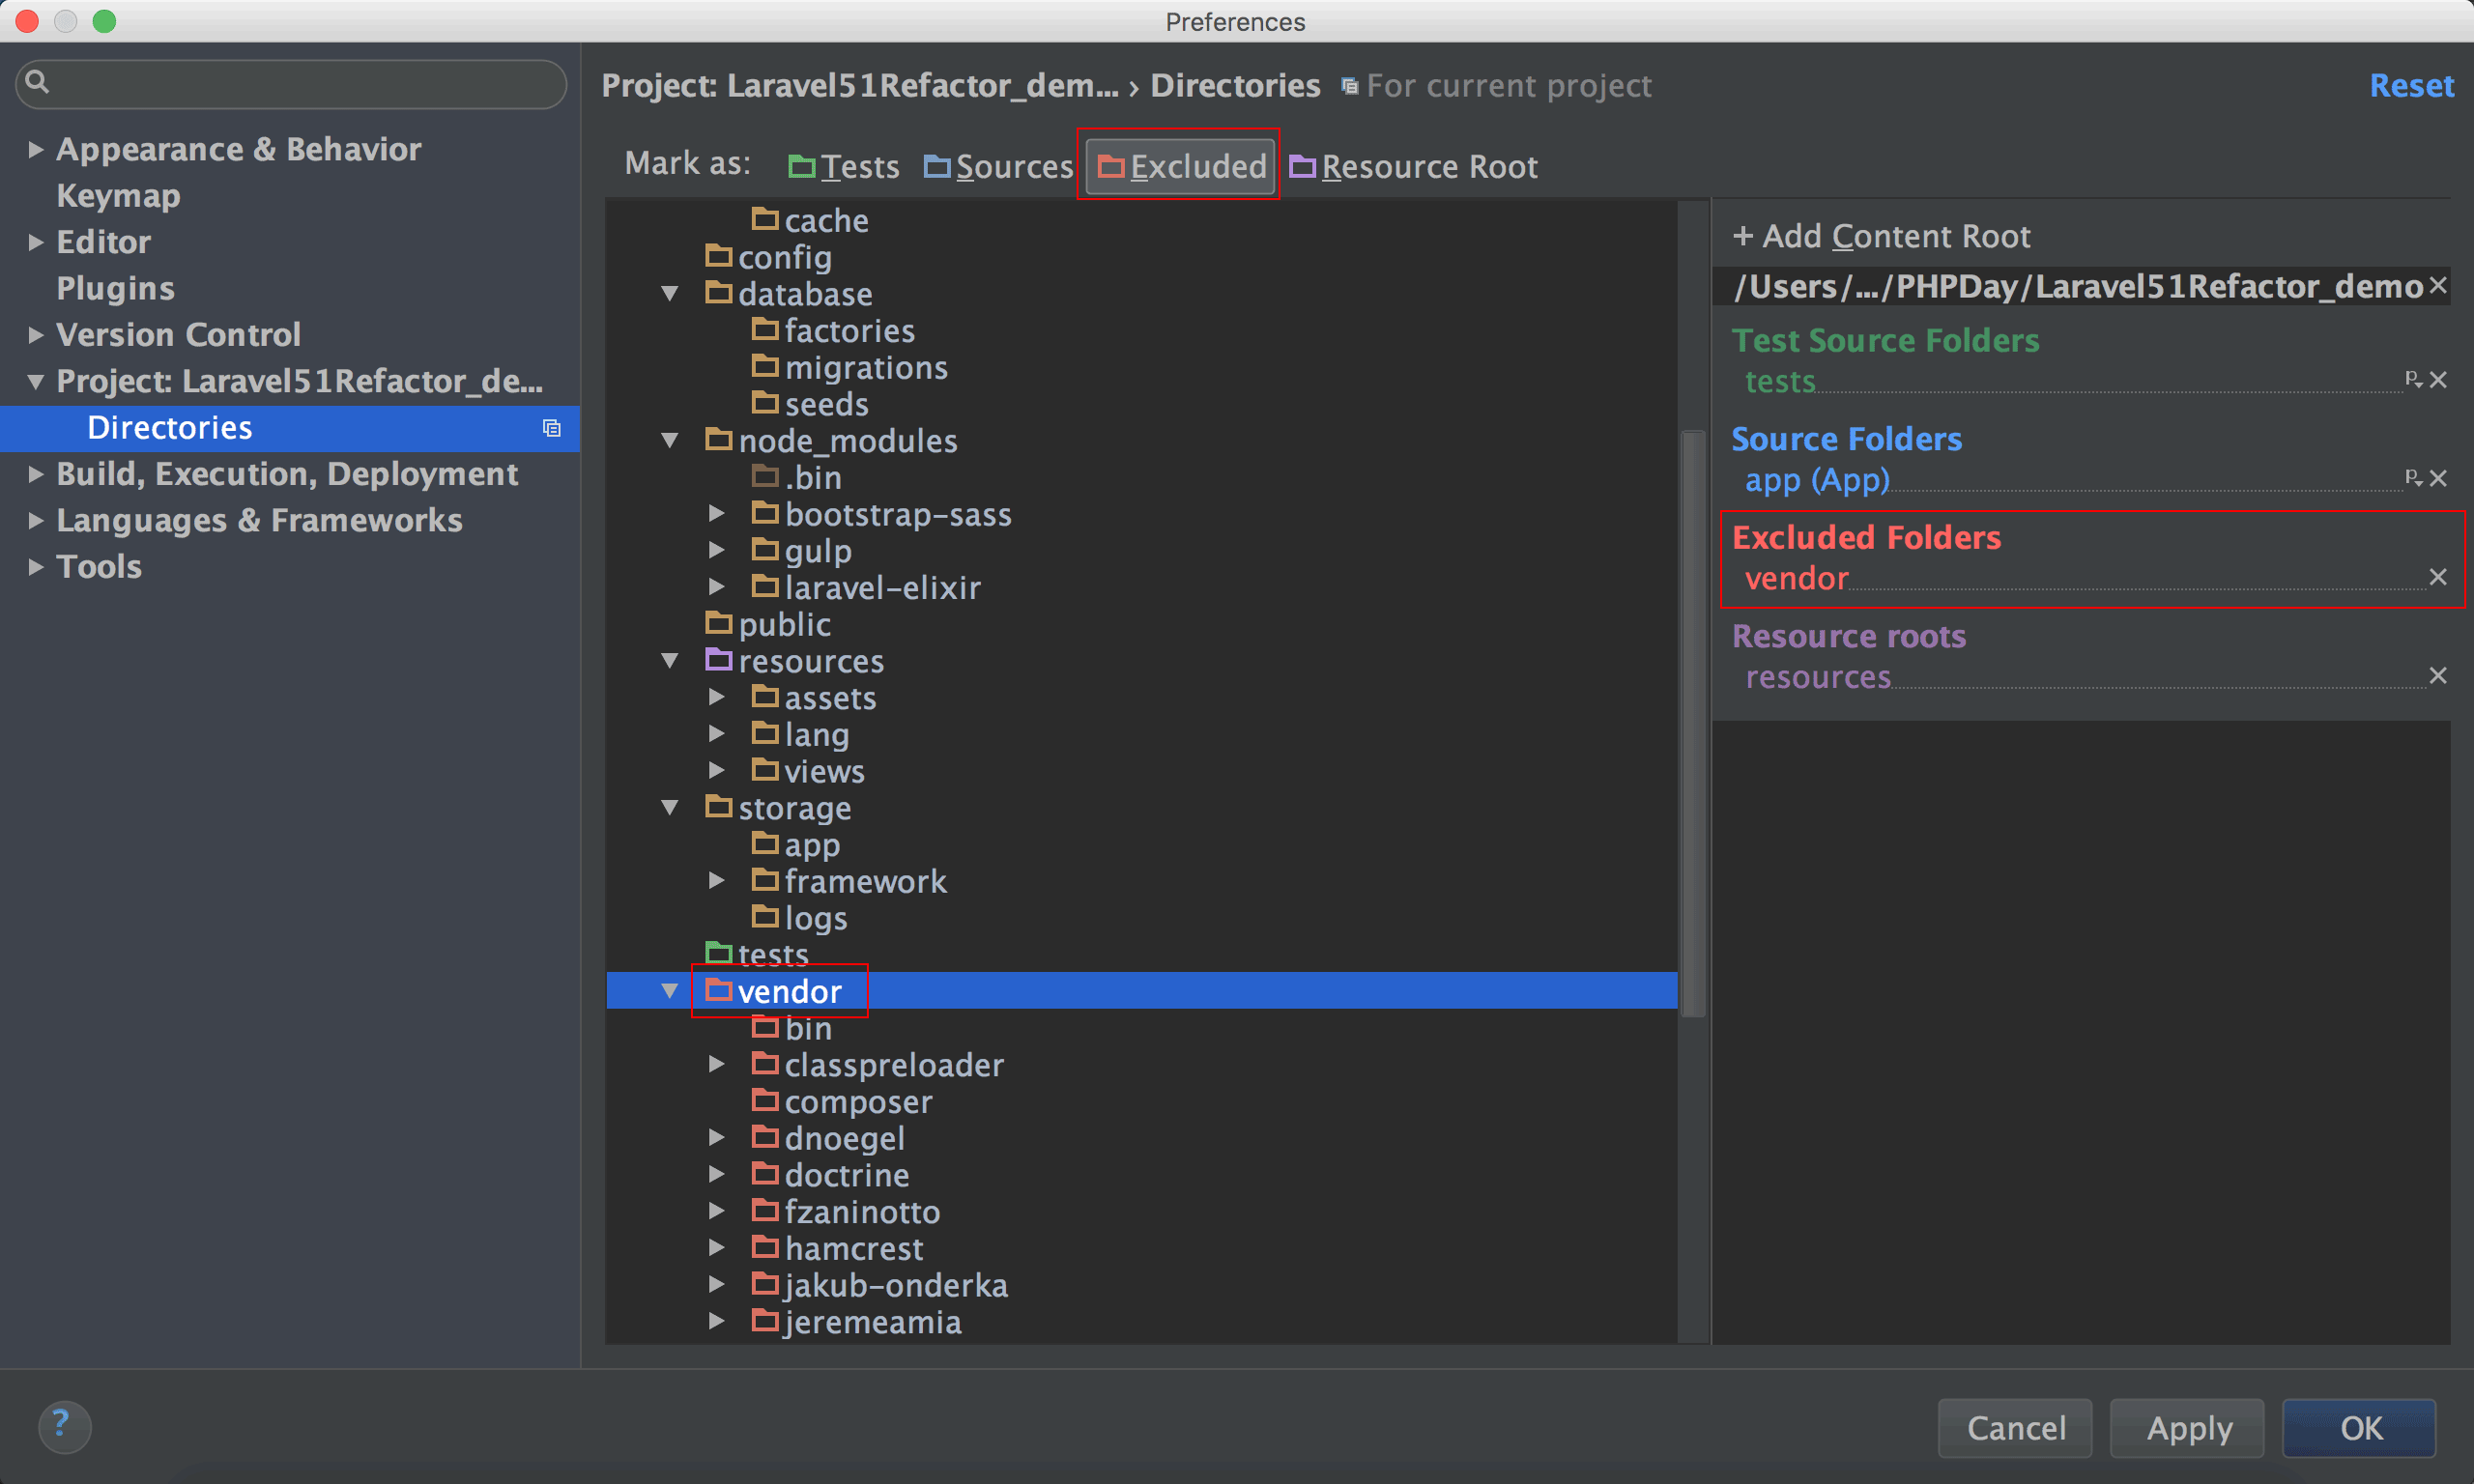 Preferences
Project: Laravel51Refactor_dem... › Directories For current project Reset
Appearance & Behavior
Keymap
Editor
Plugins
Version Control
Project: Laravel51Refactor_de...
Directories
Build, Execution, Deployment
Languages & Frameworks
Tools
Mark as: Tests Sources Excluded Resource Root
cache
config
database
factories
migrations
seeds
node_modules
.bin
bootstrap-sass
gulp
laravel-elixir
public
resources
assets
lang
views
storage
app
framework
logs
tests
vendor
bin
classpreloader
composer
dnoegel
doctrine
fzaninotto
hamcrest
jakub-onderka
jeremeamia
+ Add Content Root
/Users/.../PHPDay/Laravel51Refactor_demo
Test Source Folders
tests
Source Folders
app (App)
Excluded Folders
vendor
Resource roots
resources
? Cancel Apply OK